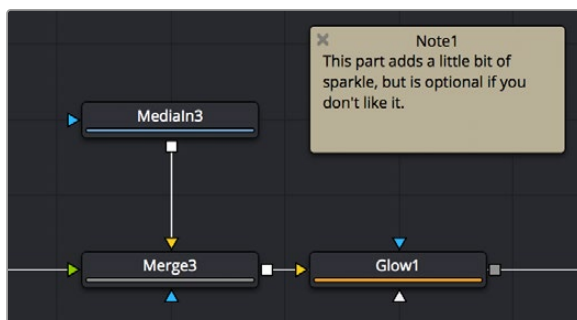 Note1
This part adds a little bit of
sparkle, but is optional if you
don't like it.
MediaIn3
Merge3
Glow1